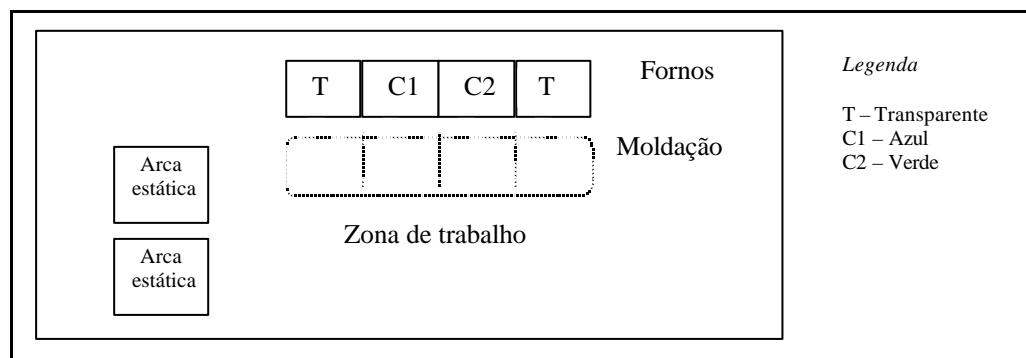 T C1 C2 T Fornos
Moldação
Arca
estática
Zona de trabalho
Arca
estática
Legenda
T – Transparente
C1 – Azul
C2 – Verde